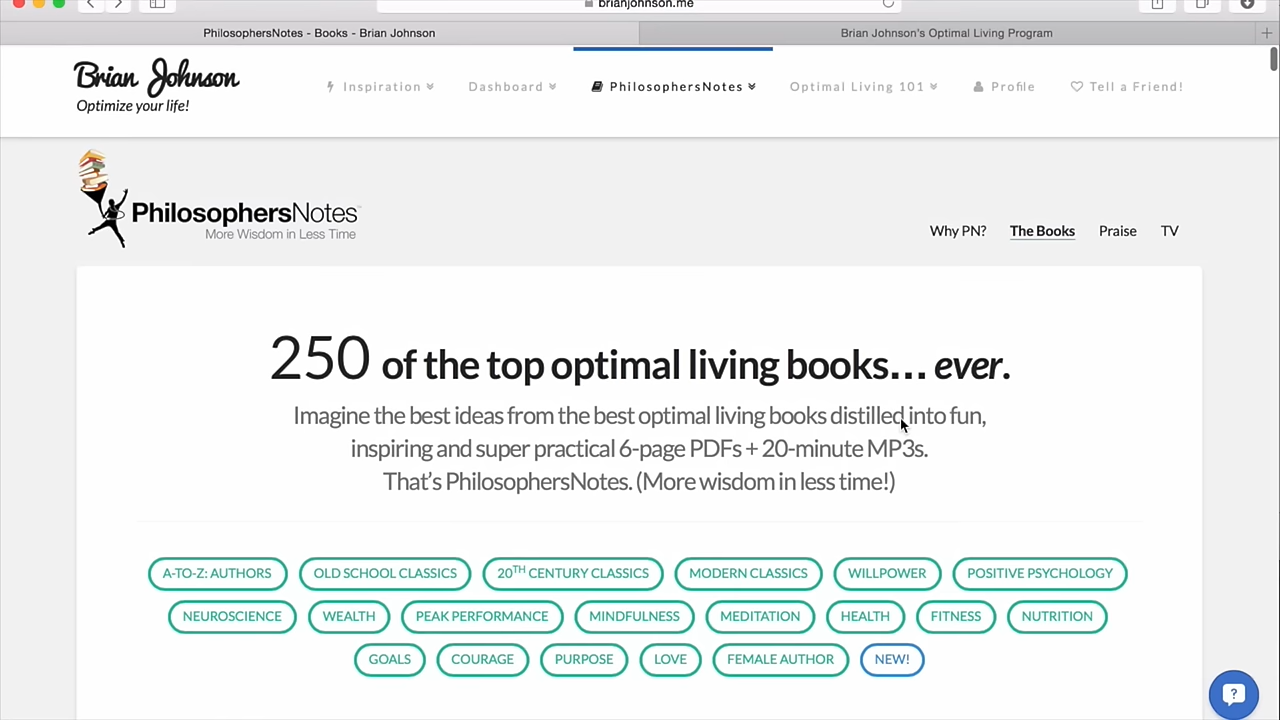 brianjohnson.me
PhilosophersNotes - Books - Brian Johnson
Brian Johnson's Optimal Living Program
Brian Johnson
Optimize your life!
Inspiration
Dashboard
PhilosophersNotes
Optimal Living 101
Profile
Tell a Friend!
PhilosophersNotes
More Wisdom in Less Time
Why PN?
The Books
Praise
TV
250 of the top optimal living books… ever.
Imagine the best ideas from the best optimal living books distilled into fun,
inspiring and super practical 6-page PDFs + 20-minute MP3s.
That's PhilosophersNotes. (More wisdom in less time!)
A-TO-Z: AUTHORS
OLD SCHOOL CLASSICS
20TH CENTURY CLASSICS
MODERN CLASSICS
WILLPOWER
POSITIVE PSYCHOLOGY
NEUROSCIENCE
WEALTH
PEAK PERFORMANCE
MINDFULNESS
MEDITATION
HEALTH
FITNESS
NUTRITION
GOALS
COURAGE
PURPOSE
LOVE
FEMALE AUTHOR
NEW!